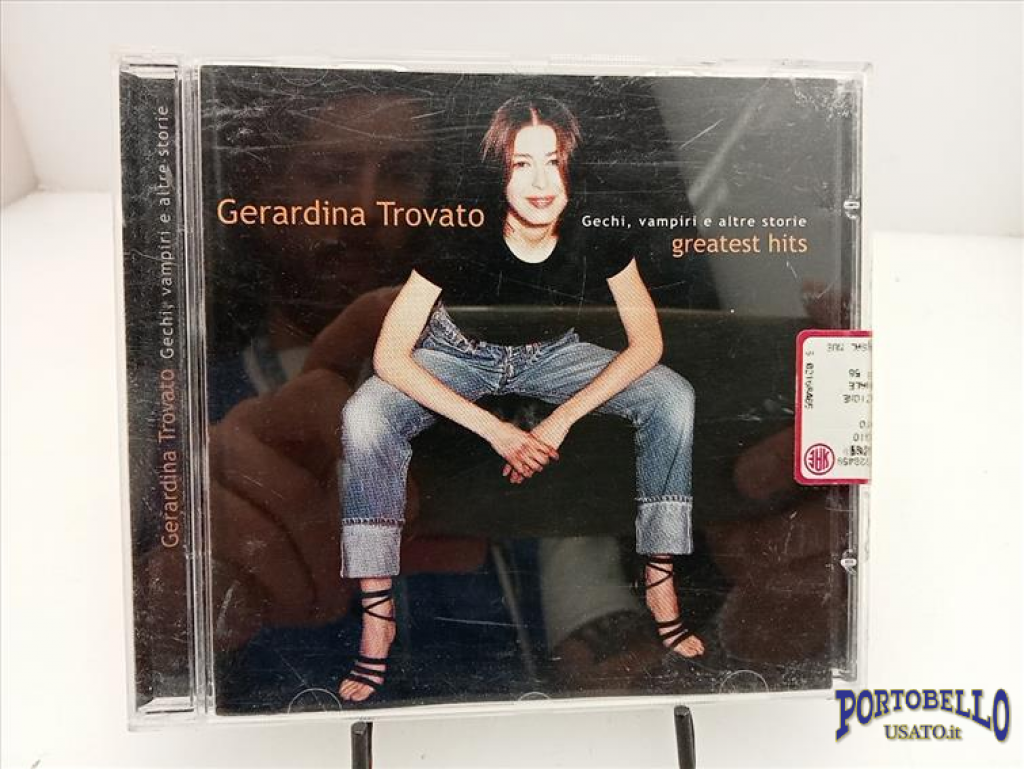 Gerardina Trovato Gechi, vampiri e altre storie
Gerardina Trovato
Gechi, vampiri e altre storie
greatest hits
PORTOBELLO
USATO.it